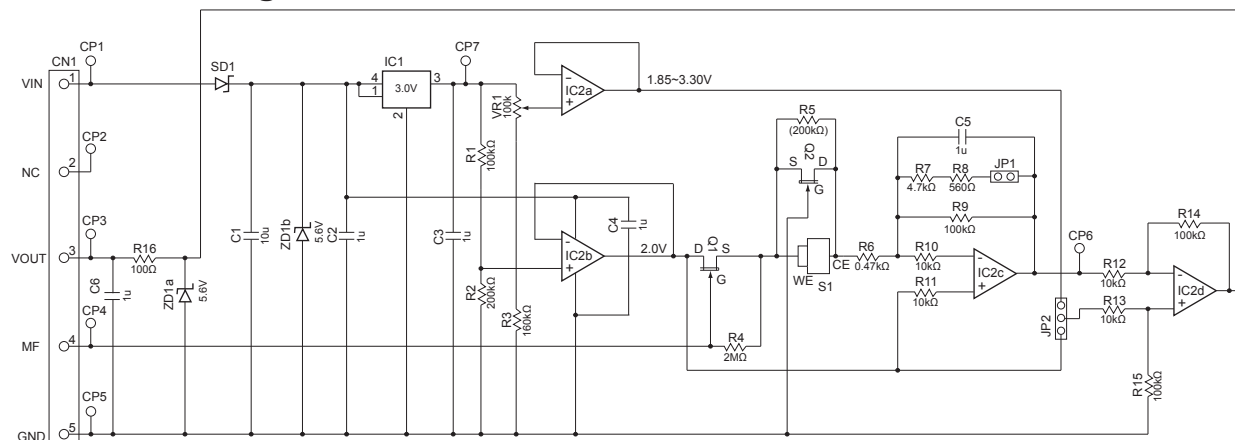 CN1
VIN
1
CP1
SD1
IC1
4
1
3.0V
3
2
CP7
VR1
100k
IC2a
-
+
1.85~3.30V
CP2
NC
2
R1
100kΩ
R5
(200kΩ)
Q2
S
D
G
C5
1u
R7
4.7kΩ
R8
560Ω
JP1
R9
100kΩ
R14
100kΩ
CP3
VOUT
3
R16
100Ω
C6
1u
ZD1a
5.6V
C1
10u
ZD1b
5.6V
C2
1u
C3
1u
C4
1u
IC2b
-
+
2.0V
Q1
D
S
G
WE
CE
S1
R6
0.47kΩ
R10
10kΩ
R11
10kΩ
IC2c
-
+
CP6
R12
10kΩ
R13
10kΩ
IC2d
-
+
JP2
CP4
MF
4
R2
200kΩ
R3
160kΩ
R4
2MΩ
R15
100kΩ
CP5
GND
5